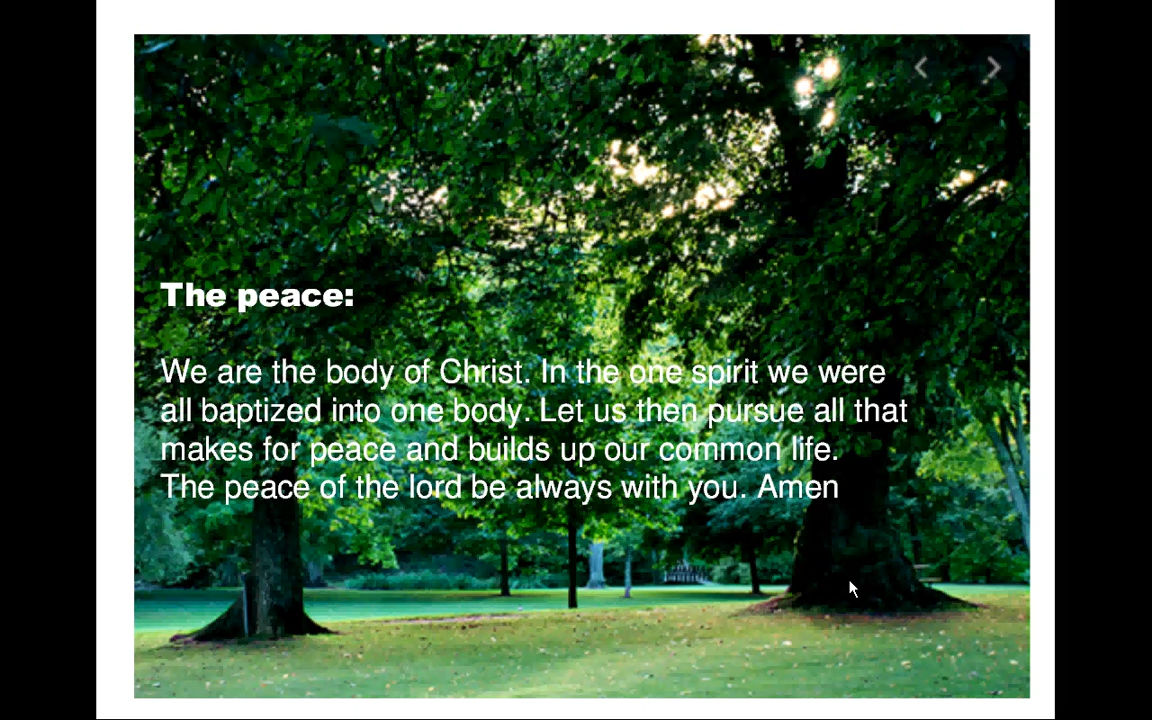 The peace:
We are the body of Christ. In the one spirit we were
all baptized into one body. Let us then pursue all that
makes for peace and builds up our common life.
The peace of the lord be always with you. Amen